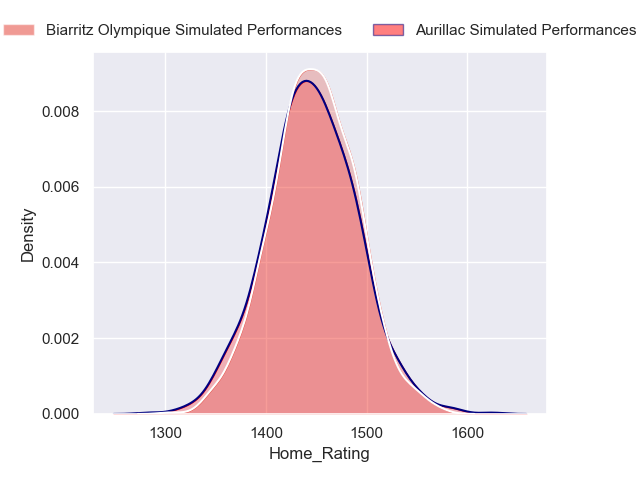 Biarritz Olympique Simulated Performances Aurillac Simulated Performances
0.008
0.006
0.004
0.002
0.000
Density
1300 1400 1500 1600
Home_Rating